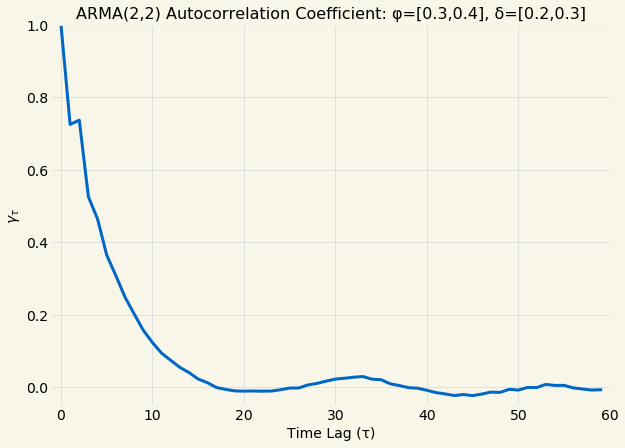 ARMA(2,2) Autocorrelation Coefficient: φ=[0.3,0.4], δ=[0.2,0.3]
1.0
0.8
0.6
0.4
0.2
0.0
γτ
0 10 20 30 40 50 60
Time Lag (τ)